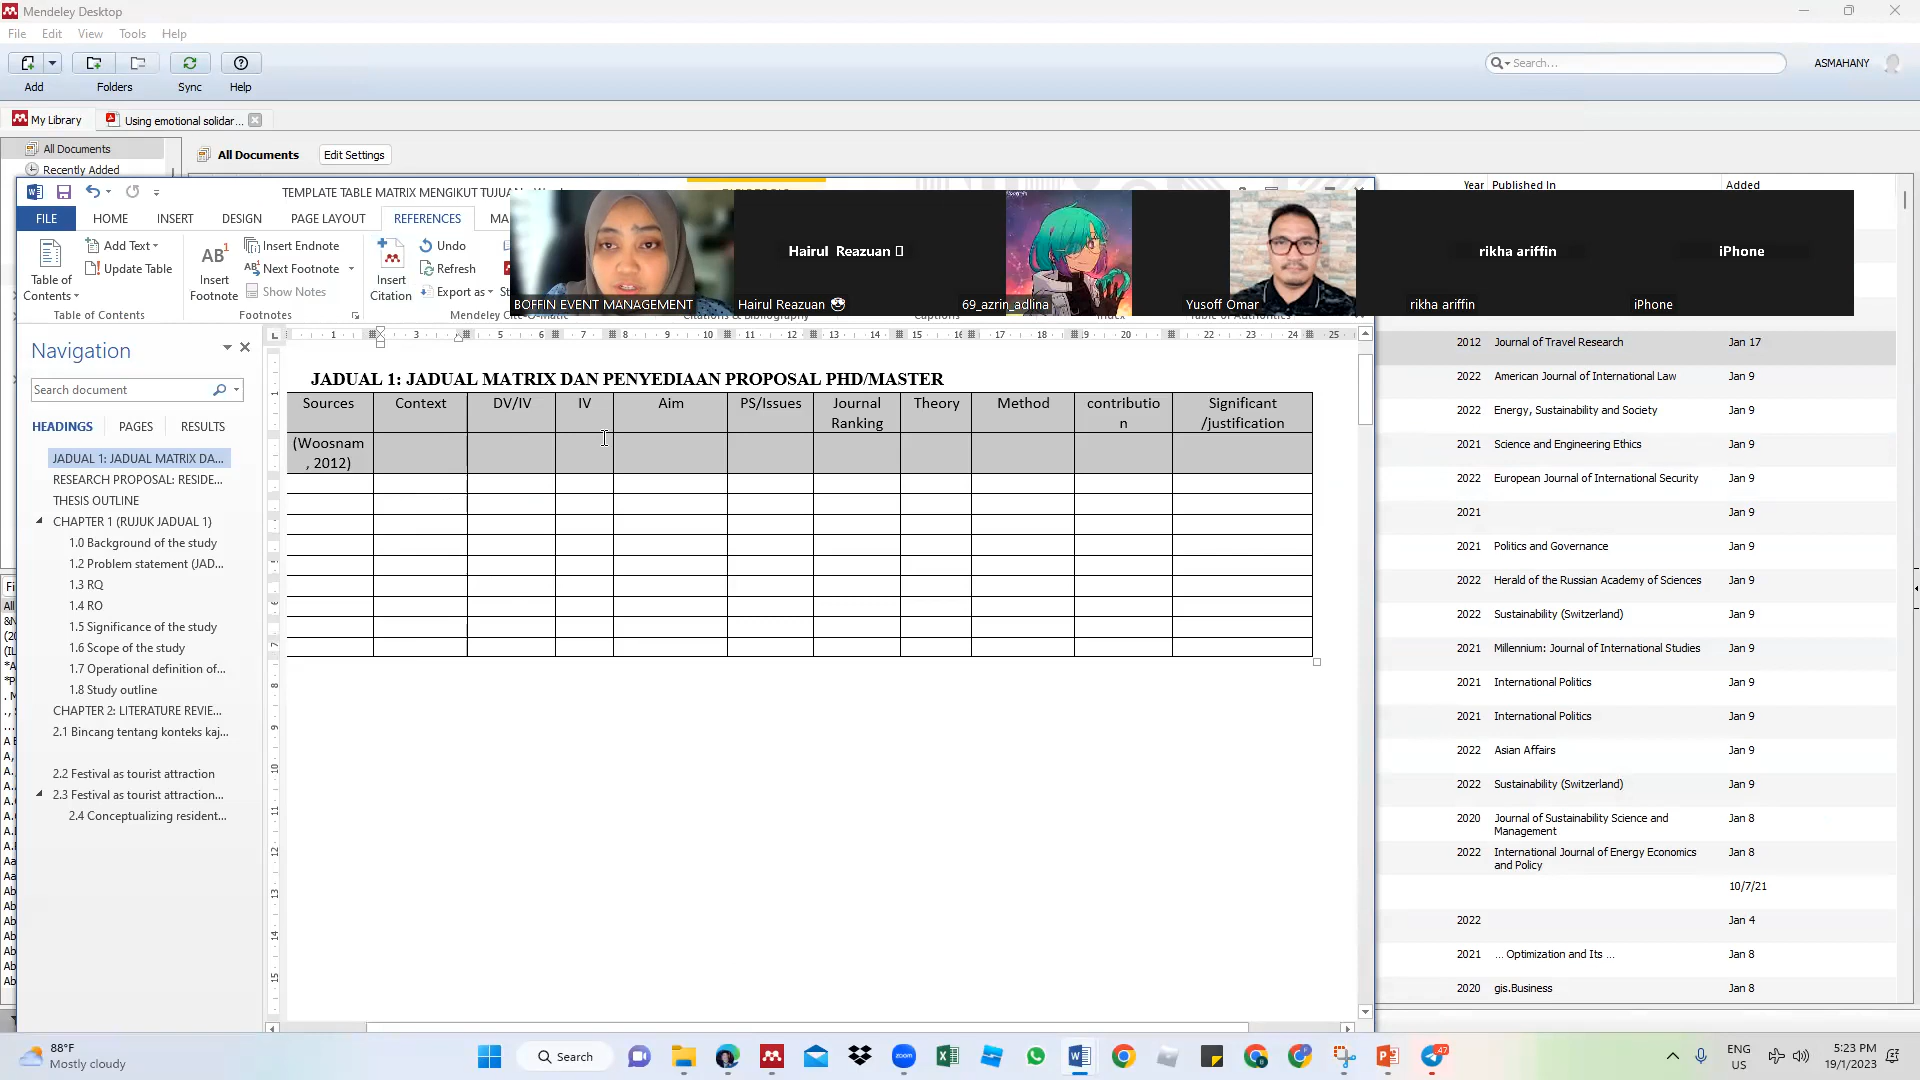 Mendeley Desktop
File Edit View Tools Help
Search...
ASMAHANY
Add Folders Sync Help
My Library Using emotional solidar...
All Documents
Recently Added
All Documents Edit Settings
TEMPLATE TABLE MATRIX MENGIKUT TUJUA
FILE HOME INSERT DESIGN PAGE LAYOUT REFERENCES MA
Table of Contents
Add Text
Update Table
Table of Contents
AB¹
Insert Footnote
Insert Endnote
Next Footnote
Show Notes
Footnotes
Insert Citation
Undo
Refresh
Export as
Mendeley Cite-O-Matic
BOFFIN EVENT MANAGEMENT
Hairul Reazuan
Hairul Reazuan
69_azrin_adlina
Yusoff Omar
rikha ariffin
rikha ariffin
iPhone
iPhone
Navigation
Search document
HEADINGS PAGES RESULTS
JADUAL 1: JADUAL MATRIX DA...
RESEARCH PROPOSAL: RESIDE...
THESIS OUTLINE
CHAPTER 1 (RUJUK JADUAL 1)
1.0 Background of the study
1.2 Problem statement (JAD...
1.3 RQ
1.4 RO
1.5 Significance of the study
1.6 Scope of the study
1.7 Operational definition of...
1.8 Study outline
CHAPTER 2: LITERATURE REVIE...
2.1 Bincang tentang konteks kaj...
2.2 Festival as tourist attraction
2.3 Festival as tourist attraction...
2.4 Conceptualizing resident...
JADUAL 1: JADUAL MATRIX DAN PENYEDIAAN PROPOSAL PHD/MASTER
Sources Context DV/IV IV Aim PS/Issues Journal Ranking Theory Method contributio n Significant /justification
(Woosnam
, 2012)
Year Published In Added
2012 Journal of Travel Research Jan 17
2022 American Journal of International Law Jan 9
2022 Energy, Sustainability and Society Jan 9
2021 Science and Engineering Ethics Jan 9
2022 European Journal of International Security Jan 9
2021 Jan 9
2021 Politics and Governance Jan 9
2022 Herald of the Russian Academy of Sciences Jan 9
2022 Sustainability (Switzerland) Jan 9
2021 Millennium: Journal of International Studies Jan 9
2021 International Politics Jan 9
2021 International Politics Jan 9
2022 Asian Affairs Jan 9
2022 Sustainability (Switzerland) Jan 9
2020 Journal of Sustainability Science and Jan 8
Management
2022 International Journal of Energy Economics Jan 8
and Policy
10/7/21
2022 Jan 4
2021 ... Optimization and Its ... Jan 8
2020 gis.Business Jan 8
88°F
Mostly cloudy
Search
zoom
47
ENG
US
5:23 PM
19/1/2023